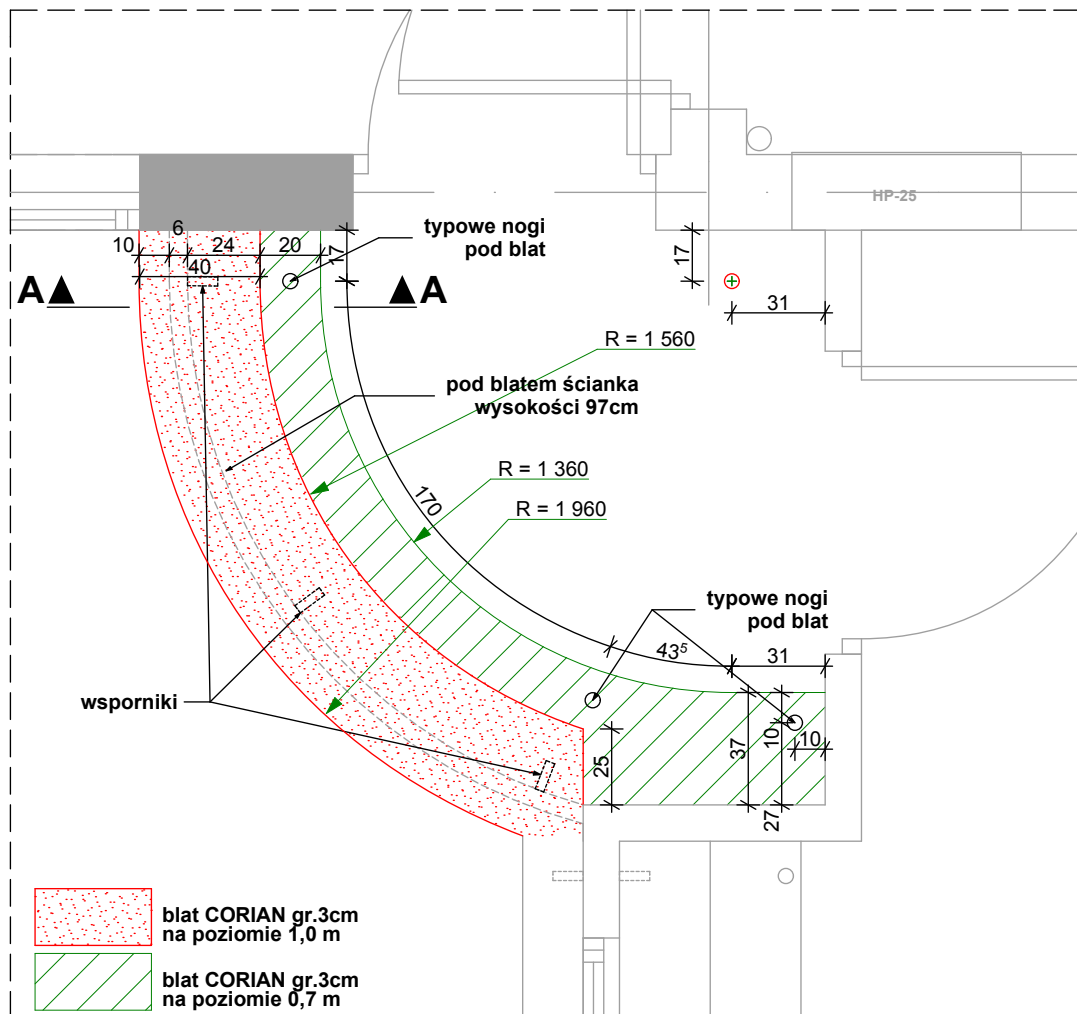 HP-25
6
10
24
20
17
40
typowe nogi
pod blat
17
31
A
A
R = 1 560
pod blatem ścianka
wysokości 97cm
R = 1 360
170
R = 1 960
typowe nogi
pod blat
43⁵
31
wsporniki
10
10
37
25
27
blat CORIAN gr.3cm
na poziomie 1,0 m
blat CORIAN gr.3cm
na poziomie 0,7 m